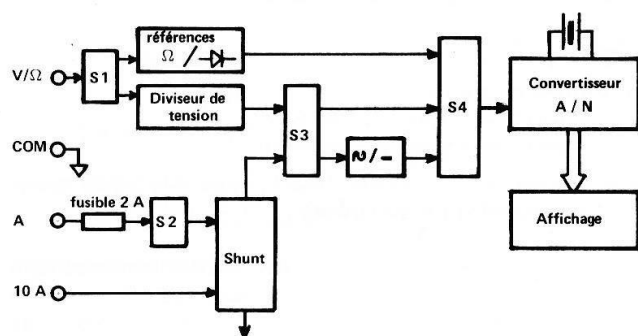 références
Ω /
V/Ω
S1
Diviseur de
tension
S3
S4
Convertisseur
A / N
COM
∿/–
fusible 2 A
A
S2
Shunt
Affichage
10 A